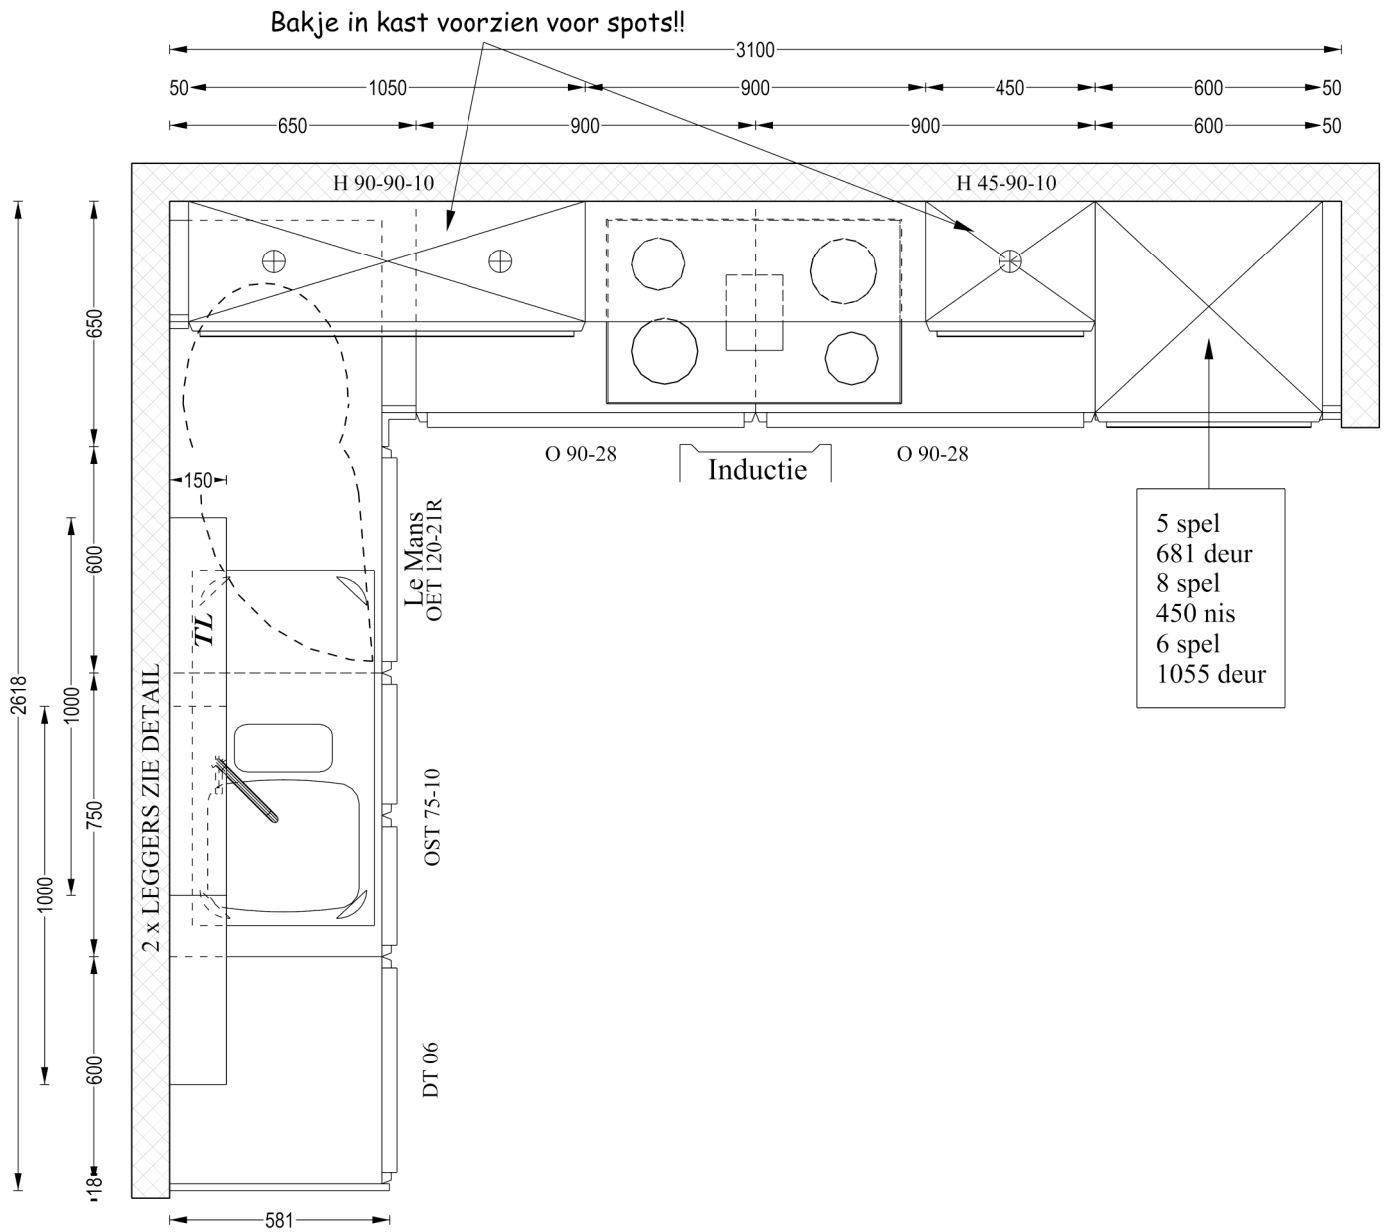 Bakje in kast voorzien voor spots!!
3100
50 1050 900 450 600 50
650 900 900 600 50
H 90-90-10 H 45-90-10
650
O 90-28 O 90-28
Inductie
150
5 spel
681 deur
8 spel
450 nis
6 spel
1055 deur
600
Le Mans
OET 120-21R
TL
2618
1000
2 x LEGGERS ZIE DETAIL
750
OST 75-10
1000
600
DT 06
18
581